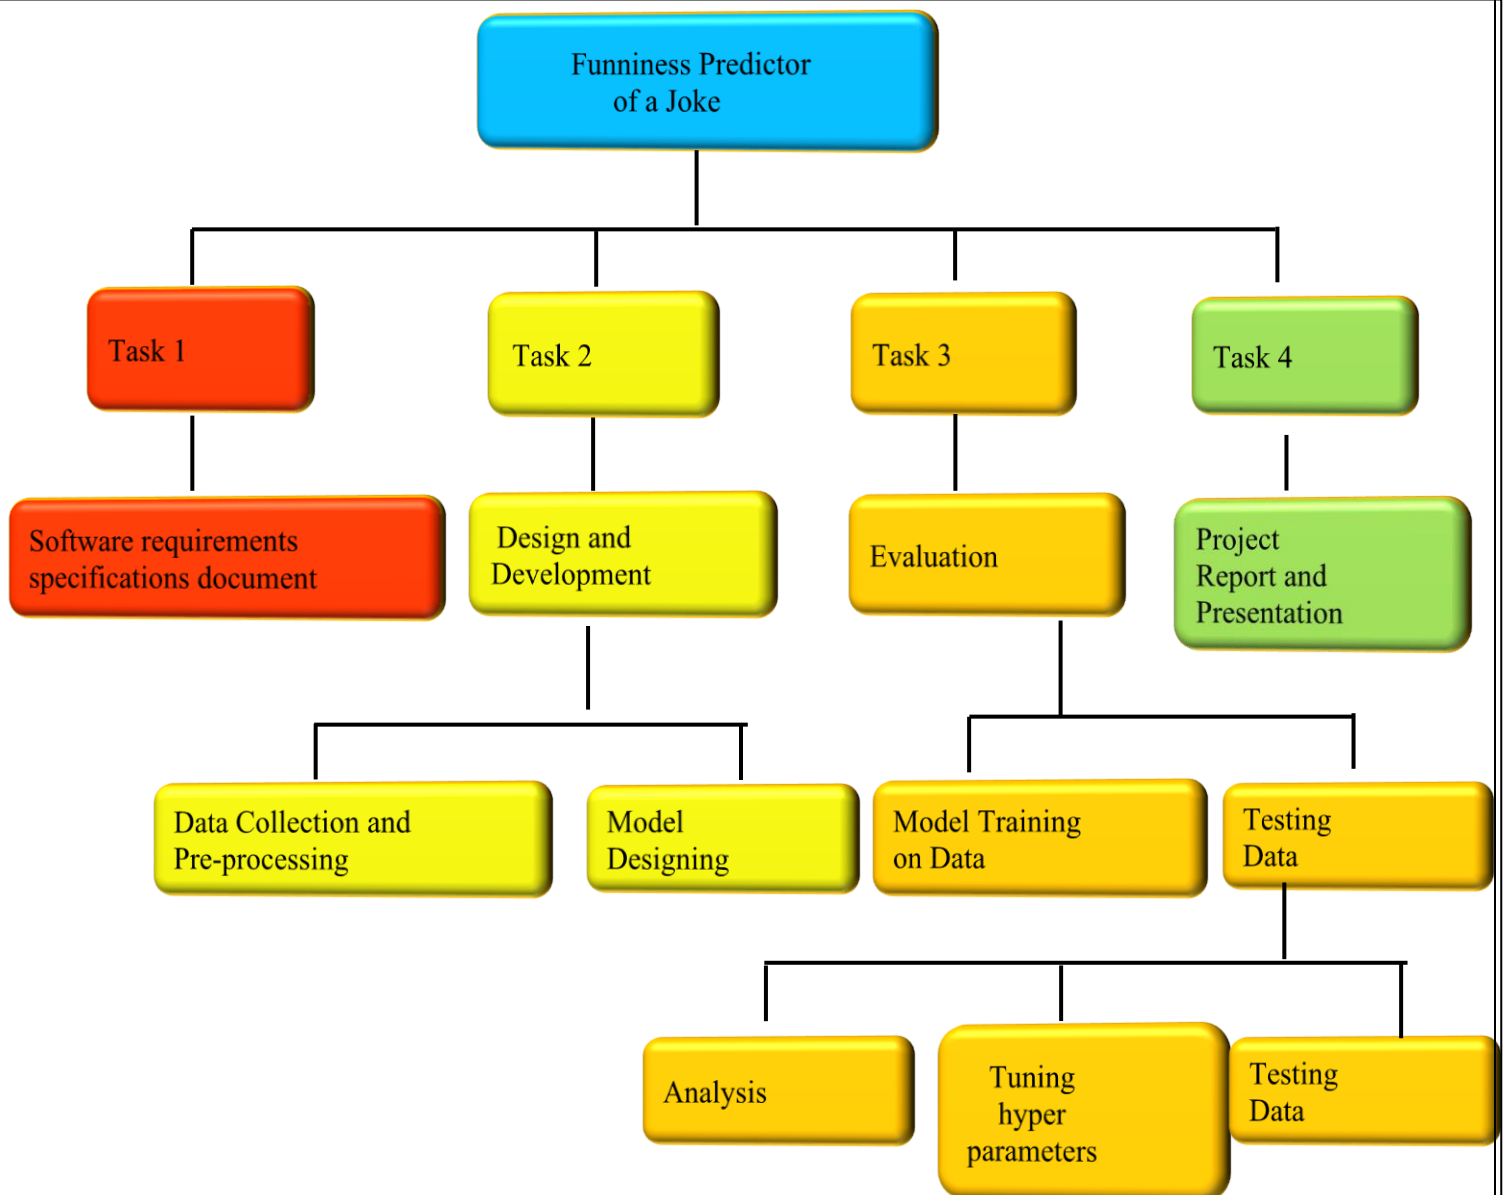 Funniness Predictor
of a Joke
Task 1
Task 2
Task 3
Task 4
Software requirements
specifications document
Design and
Development
Evaluation
Project
Report and
Presentation
Data Collection and
Pre-processing
Model
Designing
Model Training
on Data
Testing
Data
Analysis
Tuning
hyper
parameters
Testing
Data